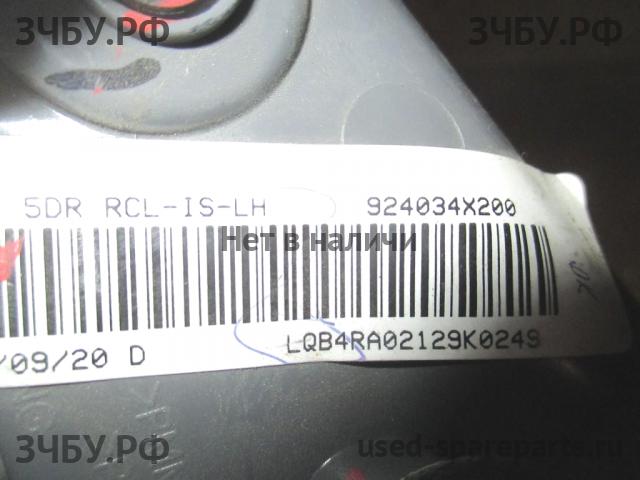 ЗЧБУ.РФ ЗЧБУ.РФ
5DR RCL-IS-LH 924034X200
Нет в наличи
LQB4RA02129K0249
/09/20 D
ЗЧБУ.РФ used-spareparts.ru